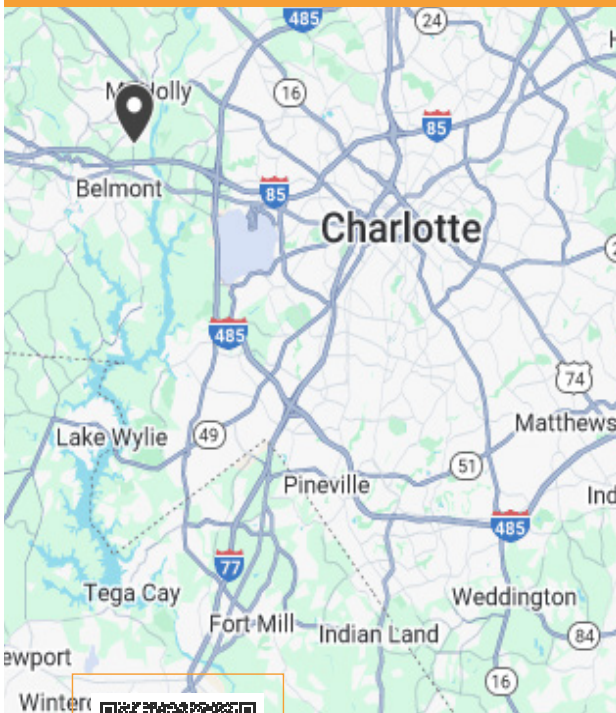 485
24
16
85
Belmont
85
Charlotte
485
74
Lake Wylie
49
Matthews
51
Pineville
485
77
Tega Cay
Weddington
Fort Mill
Indian Land
84
ewport
16